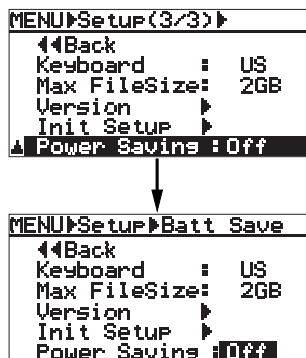 MENU▶Setup(3/3)▶
◀◀Back
Keyboard : US
Max FileSize: 2GB
Version ▶
Init Setup ▶
▲ Power Saving :Off
MENU▶Setup▶Batt Save
◀◀Back
Keyboard : US
Max FileSize: 2GB
Version ▶
Init Setup ▶
Power Saving :Off